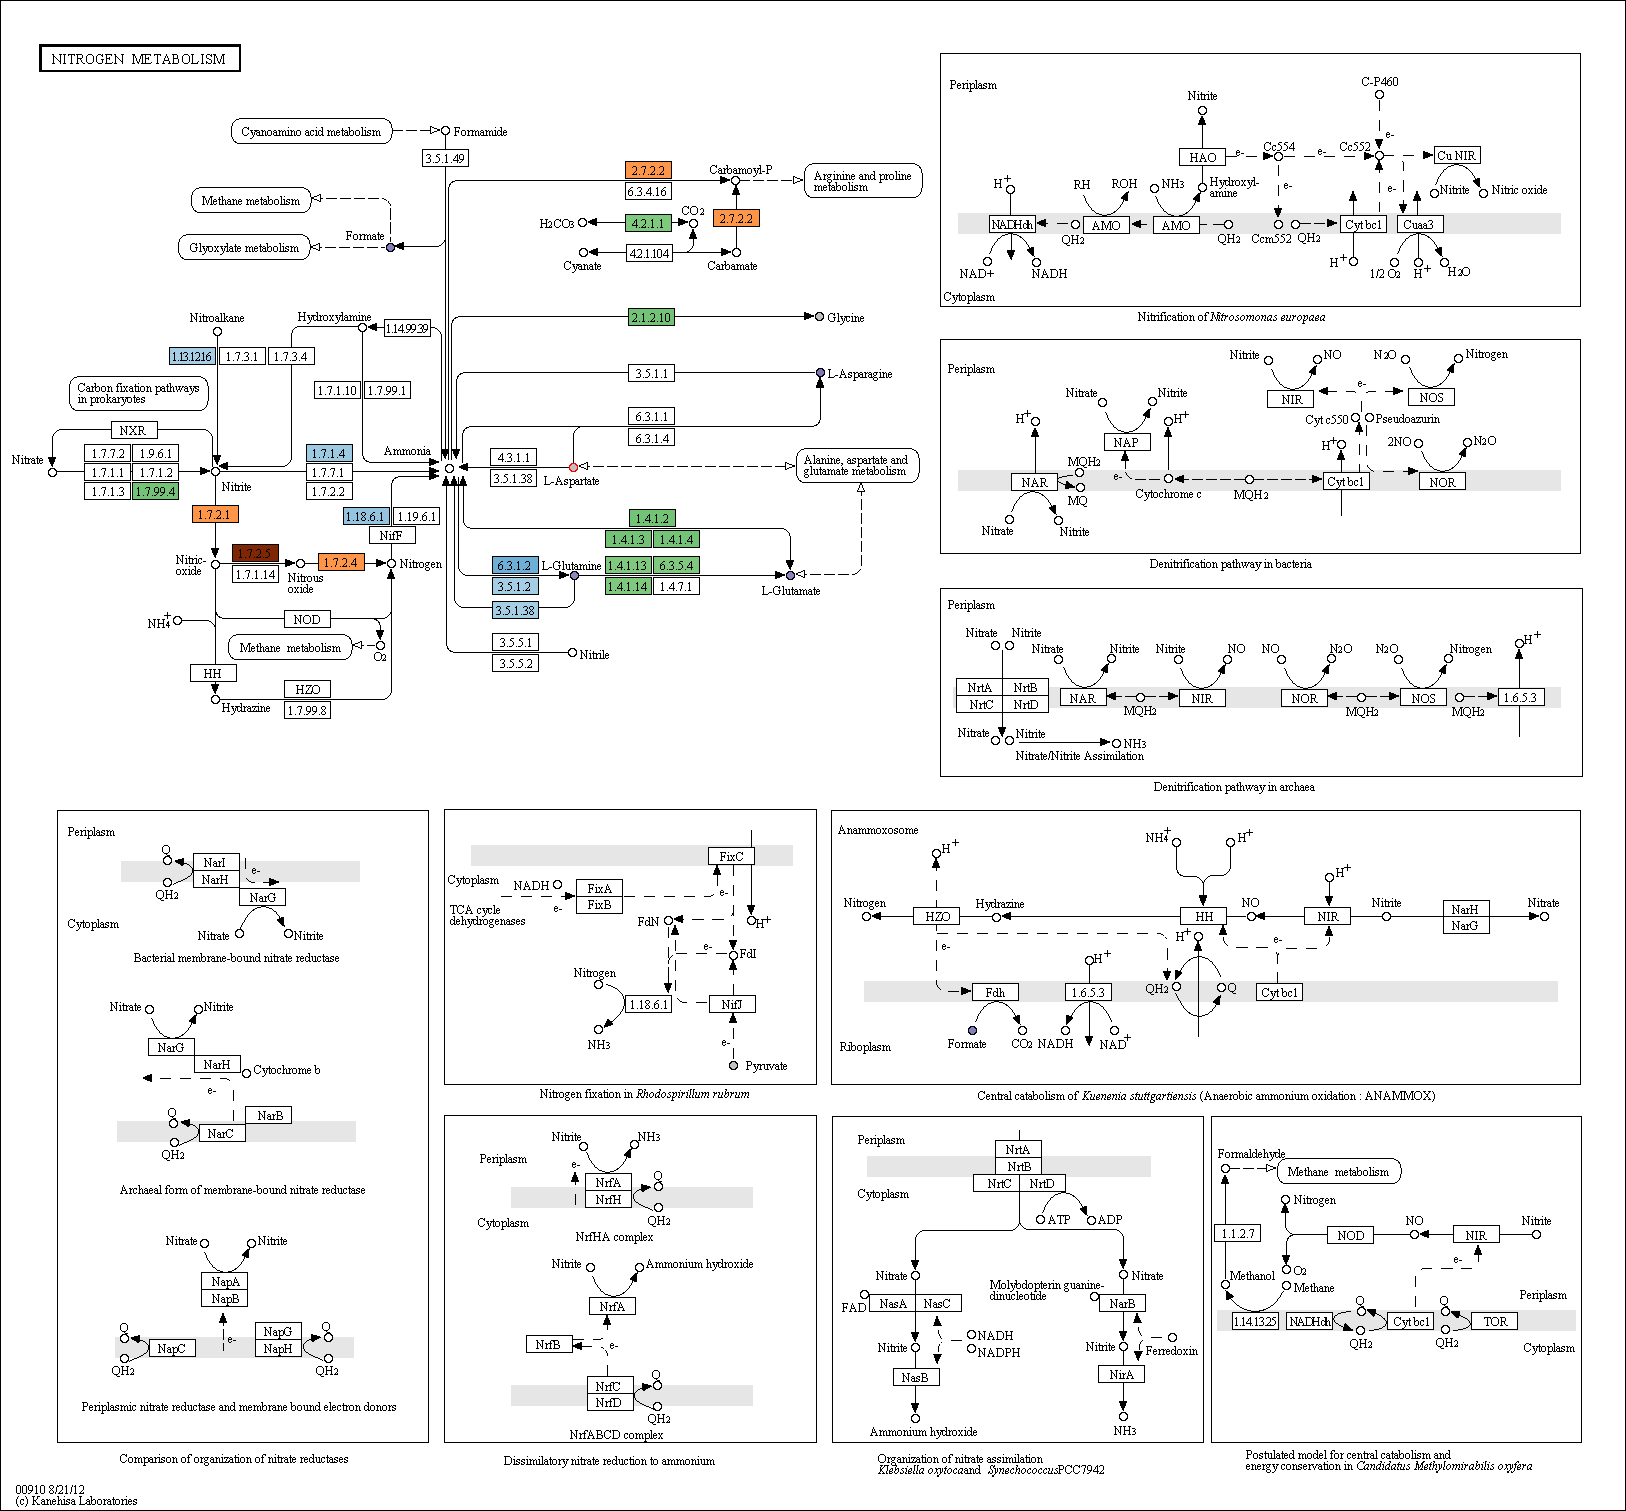 NITROGEN METABOLISM
Cyanoamino acid metabolism
Formamide
3.5.1.49
Methane metabolism
Glyoxylate metabolism
Formate
2.7.2.2
6.3.4.16
Carbamoyl-P
Arginine and proline
metabolism
H2CO3
4.2.1.1
CO2
2.7.2.2
Cyanate
4.2.1.104
Carbamate
Nitroalkane
Hydroxylamine
1.14.99.39
2.1.2.10
Glycine
1.13.12.16
1.7.3.1
1.7.3.4
Carbon fixation pathways
in prokaryotes
1.7.1.10
1.7.99.1
3.5.1.1
L-Asparagine
6.3.1.1
6.3.1.4
NXR
Nitrate
1.7.7.2
1.9.6.1
1.7.1.1
1.7.1.2
1.7.1.3
1.7.99.4
Nitrite
1.7.1.4
1.7.7.1
1.7.2.2
Ammonia
4.3.1.1
3.5.1.38
L-Aspartate
Alanine, aspartate and
glutamate metabolism
1.7.2.1
1.18.6.1
1.19.6.1
NifF
1.4.1.2
1.4.1.3
1.4.1.4
Nitric-
oxide
1.7.2.5
1.7.1.14
Nitrous
oxide
1.7.2.4
Nitrogen
6.3.1.2
3.5.1.2
3.5.1.38
L-Glutamine
1.4.1.13
6.3.5.4
1.4.1.14
1.4.7.1
L-Glutamate
NH4+
NOD
Methane metabolism
O2
3.5.5.1
3.5.5.2
Nitrile
HH
HZO
1.7.99.8
Hydrazine
Periplasm
C-P460
Nitrite
HAO
e-
Cc554
Cc552
e-
Cu NIR
H+
RH
ROH
NH3
Hydroxyl-
amine
e-
e-
Nitrite
Nitric oxide
NADHdh
QH2
AMO
AMO
QH2
Ccm552
QH2
Cyt bc1
Cuaa3
NAD+
NADH
H+
1/2 O2
H+
H2O
Cytoplasm
Nitrification of Nitrosomonas europaea
Periplasm
Nitrite
NO
N2O
Nitrogen
NIR
e-
NOS
Nitrate
Nitrite
H+
H+
NAP
Cyt c550
Pseudoazurin
H+
2NO
N2O
MQH2
MQ
NAR
e-
Cytochrome c
MQH2
Cyt bc1
NOR
Nitrate
Nitrite
Denitrification pathway in bacteria
Periplasm
Nitrate
Nitrite
Nitrate
Nitrite
Nitrate
NO
NO
N2O
N2O
Nitrogen
H+
NrtA
NrtB
NrtC
NrtD
NAR
MQH2
NIR
NOR
MQH2
NOS
MQH2
1.6.5.3
Nitrate
Nitrite
NH3
Nitrate/Nitrite Assimilation
Denitrification pathway in archaea
Periplasm
Q
NarI
NarH
e-
QH2
NarG
Cytoplasm
Nitrate
Nitrite
Bacterial membrane-bound nitrate reductase
Nitrate
Nitrite
NarG
NarH
Cytochrome b
e-
Q
NarB
NarC
QH2
Archaeal form of membrane-bound nitrate reductase
Nitrate
Nitrite
NapA
NapB
Q
NapC
e-
NapG
NapH
Q
QH2
QH2
Periplasmic nitrate reductase and membrane bound electron donors
Comparison of organization of nitrate reductases
FixC
Cytoplasm
NADH
FixA
FixB
e-
e-
TCA cycle
dehydrogenases
FdN
H+
e-
FdI
Nitrogen
1.18.6.1
NifJ
NH3
e-
Pyruvate
Nitrogen fixation in Rhodospirillum rubrum
Anammoxosome
H+
NH4+
H+
H+
Nitrogen
HZO
Hydrazine
HH
NO
NIR
Nitrite
NarH
NarG
Nitrate
e-
H+
e-
H+
Fdh
1.6.5.3
QH2
Q
Cyt bc1
Riboplasm
Formate
CO2
NADH
NAD+
Central catabolism of Kuenenia stuttgartiensis (Anaerobic ammonium oxidation : ANAMMOX)
Nitrite
NH3
Periplasm
e-
NrfA
NrfH
Q
QH2
Cytoplasm
NrfHA complex
Nitrite
Ammonium hydroxide
NrfA
NrfB
e-
NrfC
NrfD
Q
QH2
NrfABCD complex
Dissimilatory nitrate reduction to ammonium
Periplasm
NrtA
NrtB
NrtC
NrtD
Cytoplasm
ATP
ADP
Nitrate
Nitrate
Molybdopterin guanine-
dinucleotide
FAD
NasA
NasC
NarB
NADH
NADPH
Nitrite
Nitrite
Ferredoxin
NasB
NirA
Ammonium hydroxide
NH3
Organization of nitrate assimilation
Klebsiella oxytocaand SynechococcusPCC7942
Formaldehyde
Methane metabolism
Nitrogen
1.1.2.7
NOD
NO
NIR
Nitrite
e-
Methanol
O2
Methane
Periplasm
1.14.13.25
NADHdh
Q
QH2
Cyt bc1
Q
QH2
TOR
Cytoplasm
Postulated model for central catabolism and
energy conservation in Candidatus Methylomirabilis oxyfera
00910 8/21/12
(c) Kanehisa Laboratories